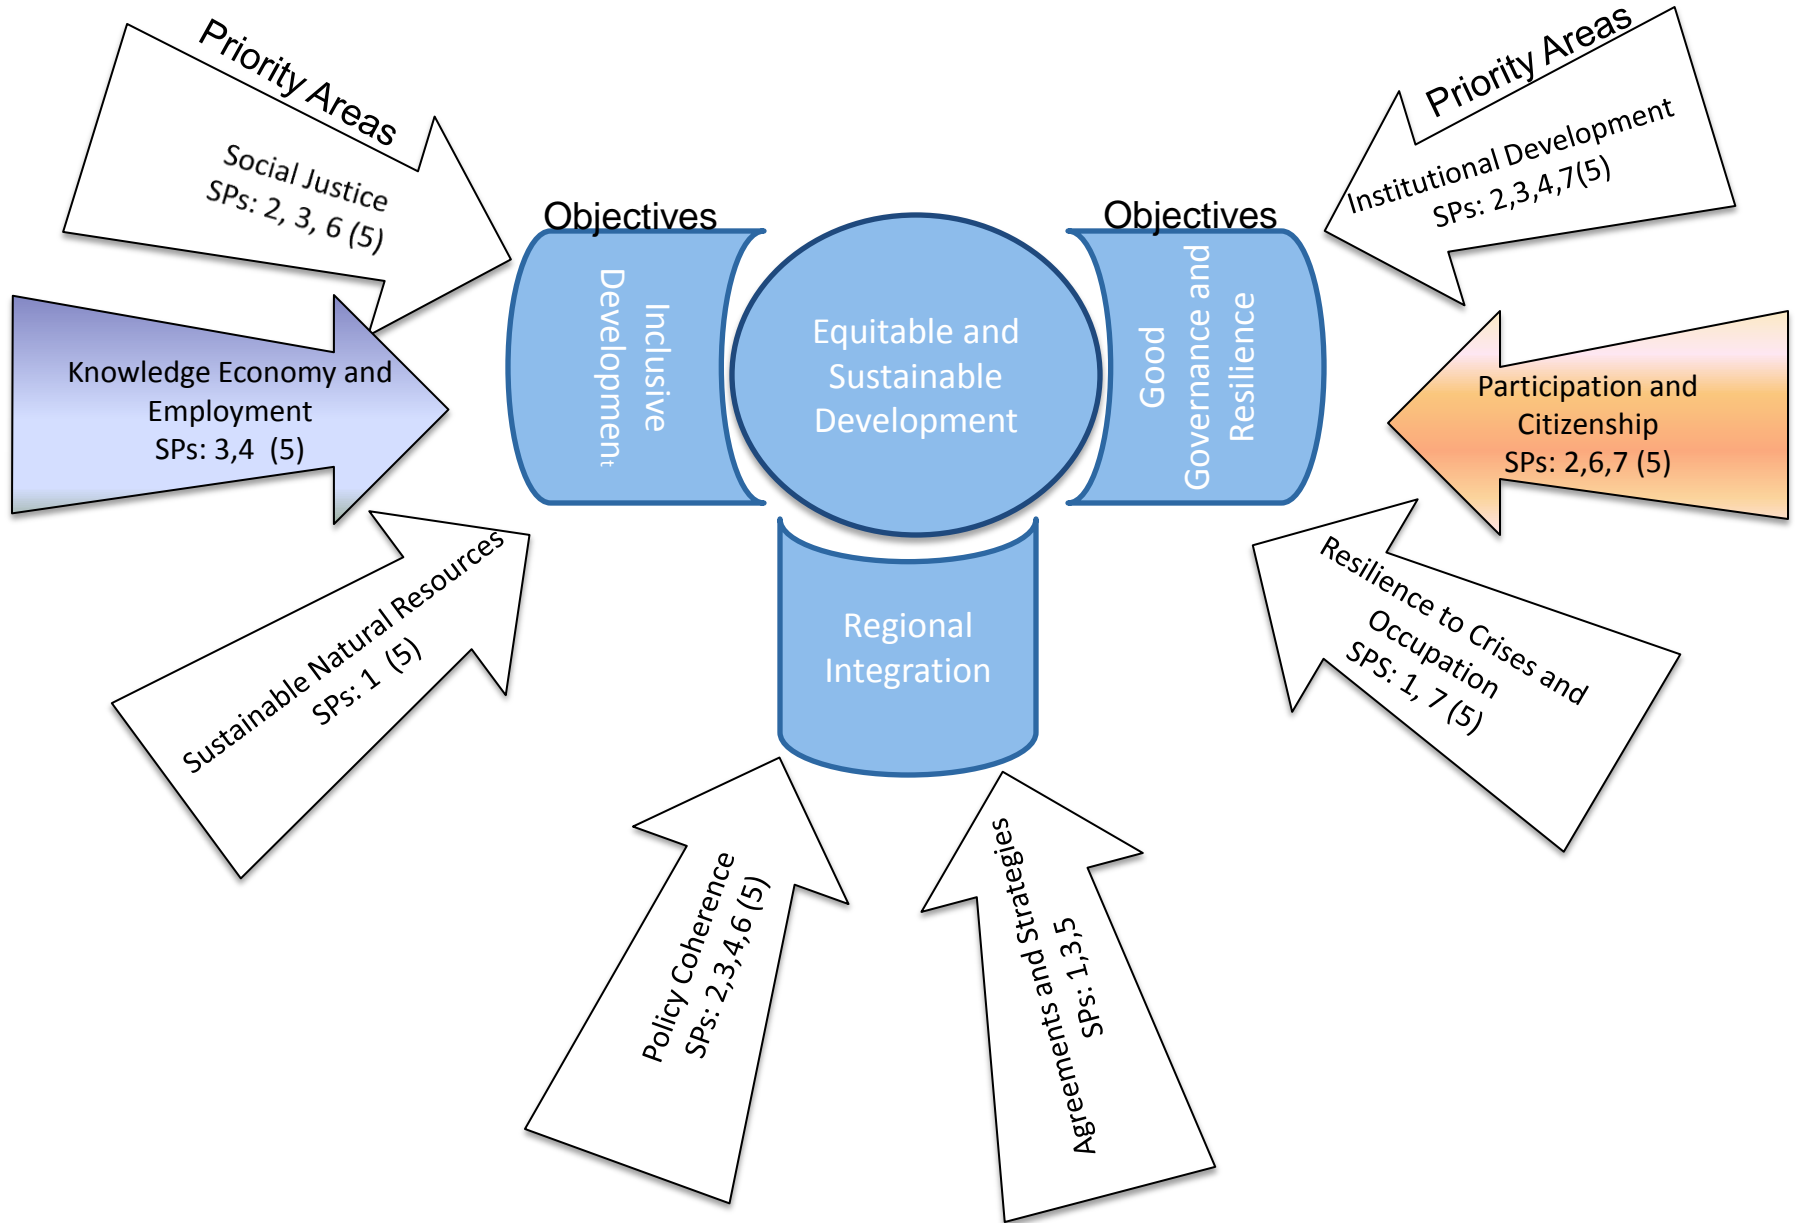 Priority Areas
Social Justice
SPs: 2, 3, 6 (5)
Knowledge Economy and
Employment
SPs: 3,4 (5)
Sustainable Natural Resources
SPs: 1 (5)
Objectives
Inclusive
Development
Equitable and
Sustainable
Development
Objectives
Good
Governance and
Resilience
Regional
Integration
Priority Areas
Institutional Development
SPs: 2,3,4,7(5)
Participation and
Citizenship
SPs: 2,6,7 (5)
Resilience to Crises and
Occupation
SPS: 1, 7 (5)
Policy Coherence
SPs: 2,3,4,6 (5)
Agreements and Strategies
SPs: 1,3,5